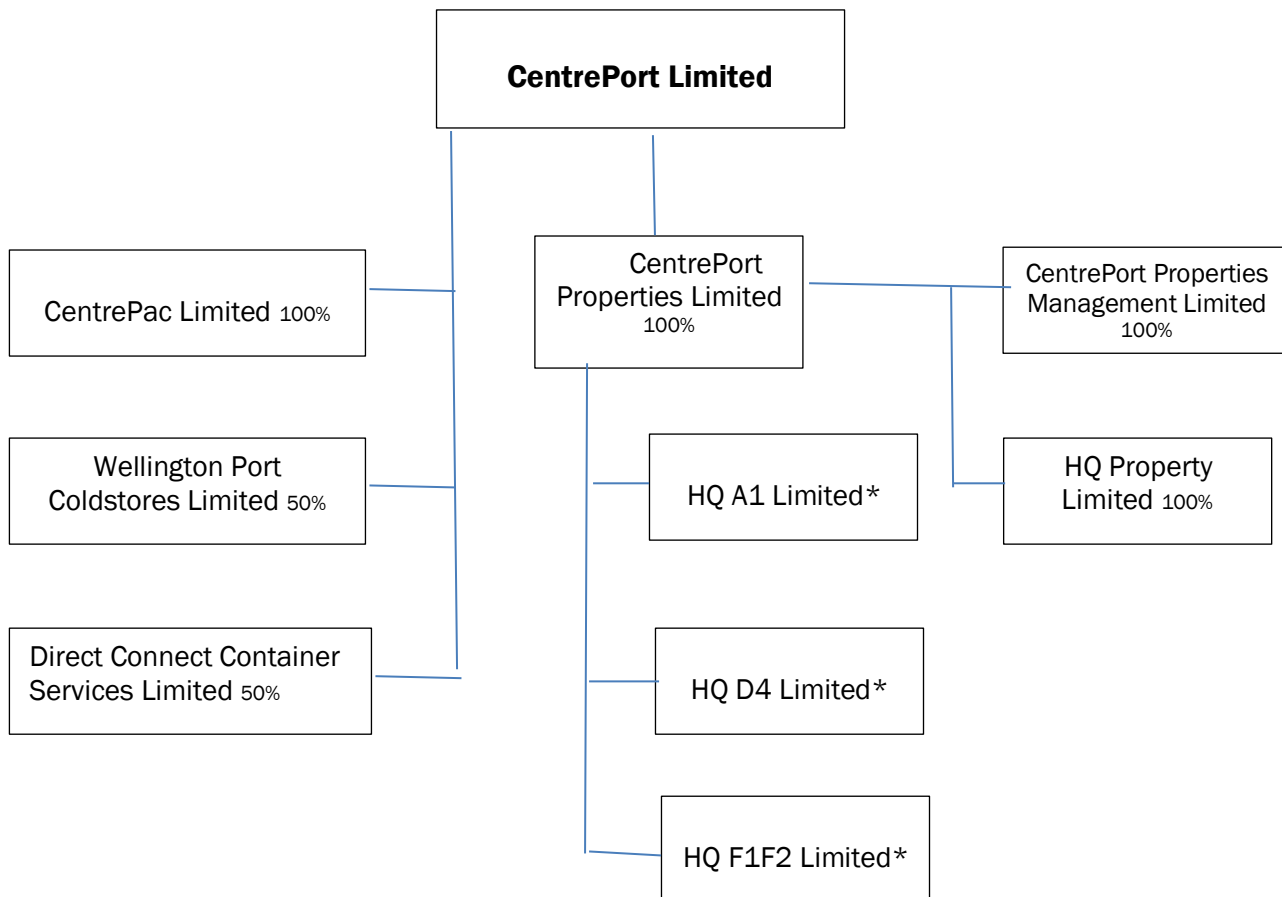 CentrePort Limited
CentrePac Limited 100%
CentrePort
Properties Limited
100%
CentrePort Properties
Management Limited
100%
Wellington Port
Coldstores Limited 50%
HQ A1 Limited*
HQ Property
Limited 100%
Direct Connect Container
Services Limited 50%
HQ D4 Limited*
HQ F1F2 Limited*